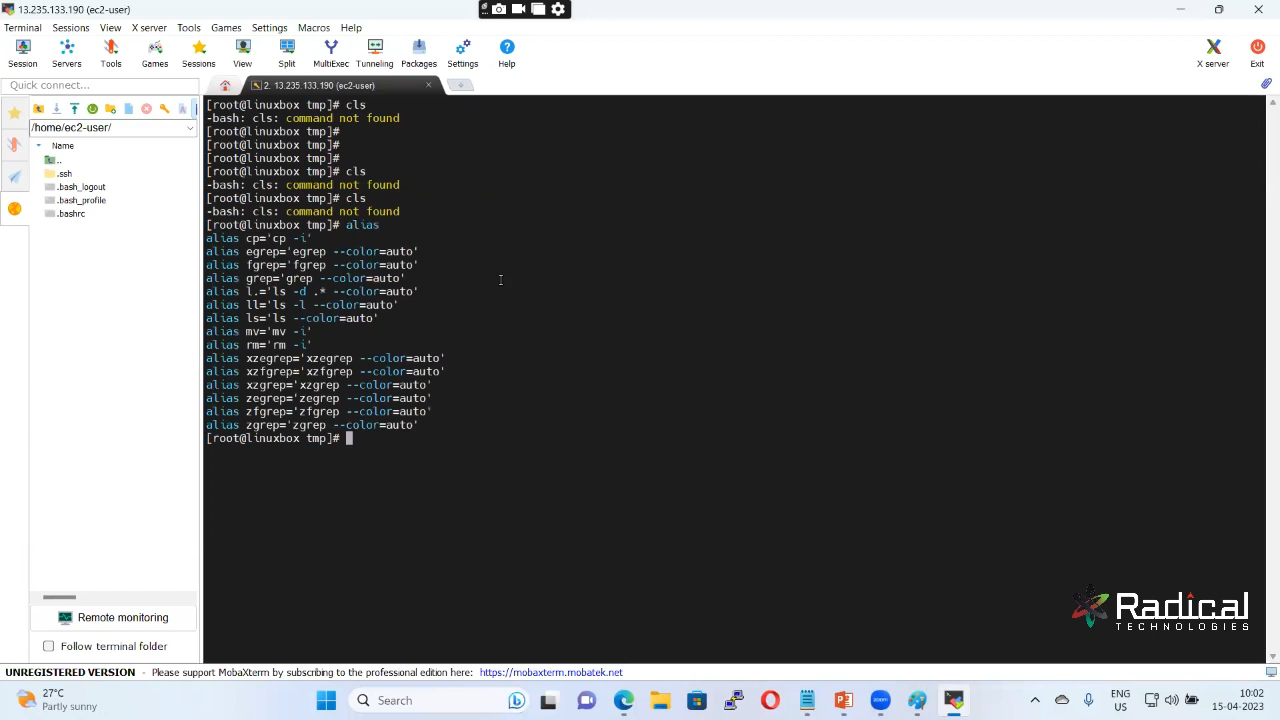 13.235.133.190 (ec2-user)
Terminal Sessions View X server Tools Games Settings Macros Help
Session Servers Tools Games Sessions View Split MultiExec Tunneling Packages Settings Help X server Exit
Quick connect...
2. 13.235.133.190 (ec2-user)
/home/ec2-user/
Name
..
.ssh
.bash_logout
.bash_profile
.bashrc
[root@linuxbox tmp]# cls
-bash: cls: command not found
[root@linuxbox tmp]#
[root@linuxbox tmp]#
[root@linuxbox tmp]#
[root@linuxbox tmp]# cls
-bash: cls: command not found
[root@linuxbox tmp]# cls
-bash: cls: command not found
[root@linuxbox tmp]# alias
alias cp='cp -i'
alias egrep='egrep --color=auto'
alias fgrep='fgrep --color=auto'
alias grep='grep --color=auto'
alias l.='ls -d .* --color=auto'
alias ll='ls -l --color=auto'
alias ls='ls --color=auto'
alias mv='mv -i'
alias rm='rm -i'
alias xzegrep='xzegrep --color=auto'
alias xzfgrep='xzfgrep --color=auto'
alias xzgrep='xzgrep --color=auto'
alias zegrep='zegrep --color=auto'
alias zfgrep='zfgrep --color=auto'
alias zgrep='zgrep --color=auto'
[root@linuxbox tmp]#
Radical
TECHNOLOGIES
Remote monitoring
Follow terminal folder
UNREGISTERED VERSION - Please support MobaXterm by subscribing to the professional edition here: https://mobaxterm.mobatek.net
27°C
Partly sunny
Search
ENG
US
10:02
15-04-2023